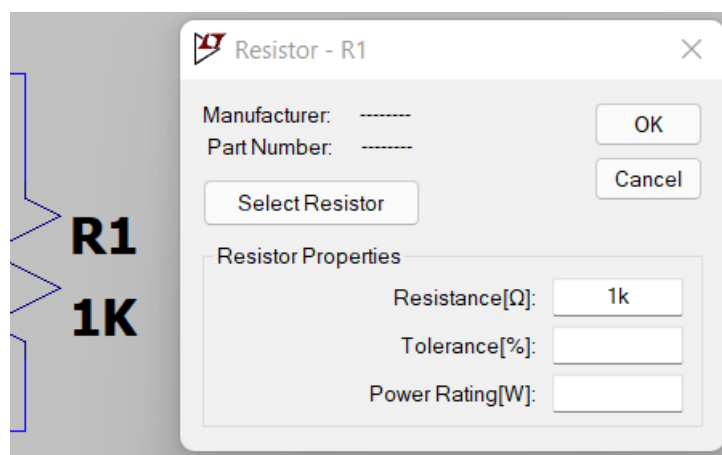 Resistor - R1
Manufacturer: --------
Part Number: --------
OK
Cancel
Select Resistor
Resistor Properties
Resistance[Ω]: 1k
Tolerance[%]:
Power Rating[W]:
R1
1K